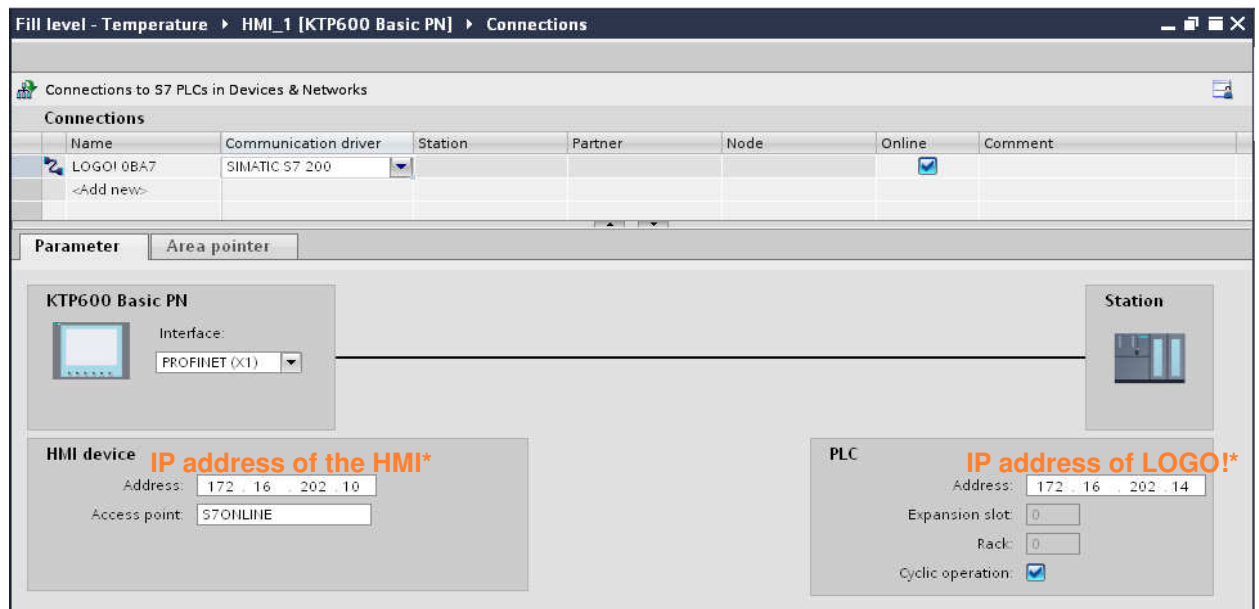 Fill level - Temperature ▸ HMI_1 [KTP600 Basic PN] ▸ Connections
Connections to S7 PLCs in Devices & Networks
Connections
Name Communication driver Station Partner Node Online Comment
LOGO! 0BA7 SIMATIC S7 200
<Add new>
Parameter Area pointer
KTP600 Basic PN
Interface:
PROFINET (X1)
Station
HMI device
IP address of the HMI*
Address: 172 . 16 . 202 . 10
Access point: S7ONLINE
PLC
IP address of LOGO!*
Address: 172 . 16 . 202 . 14
Expansion slot: 0
Rack: 0
Cyclic operation: